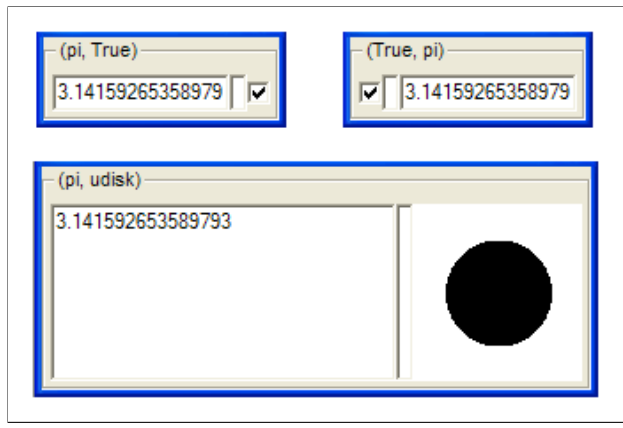 (pi, True)
3.14159265358979
(True, pi)
3.14159265358979
(pi, udisk)
3.141592653589793